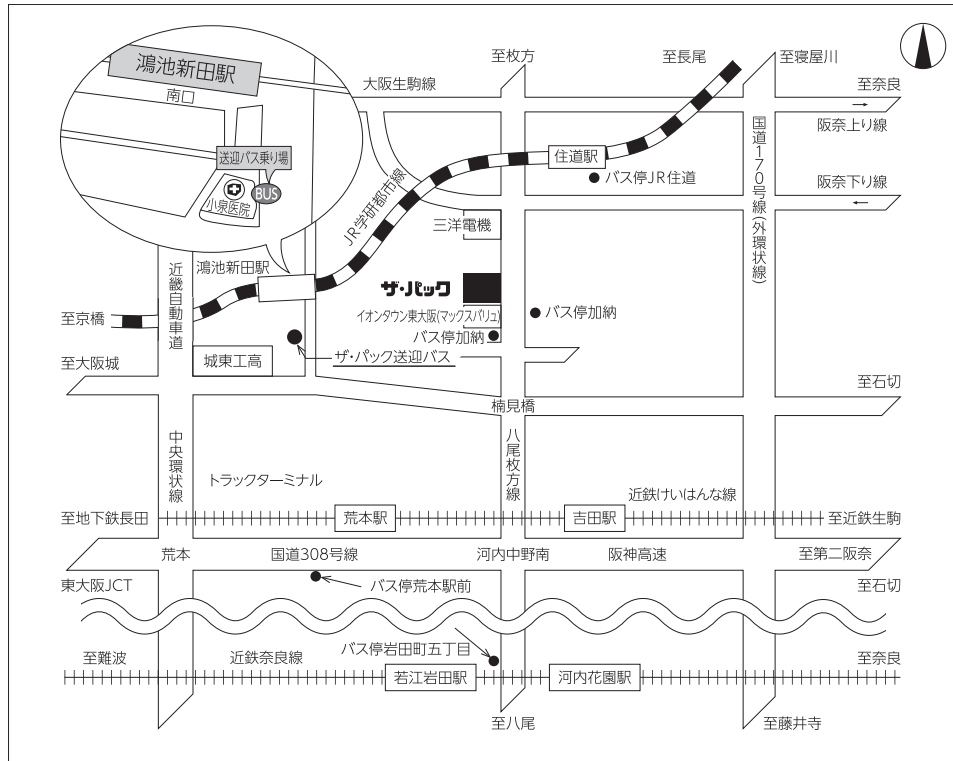 至枚方
至長尾
至寝屋川
鴻池新田駅
南口
大阪生駒線
至奈良
阪奈上り線
送迎バス乗り場
BUS
小泉医院
住道駅
バス停JR住道
国道170号線(外環状線)
阪奈下り線
JR学研都市線
三洋電機
近畿自動車道
鴻池新田駅
ザ・パック
イオンタウン東大阪(マックスバリュ)
バス停加納
バス停加納
至京橋
城東工高
ザ・パック送迎バス
至大阪城
至石切
楠見橋
中央環状線
八尾枚方線
トラックターミナル
近鉄けいはんな線
至地下鉄長田
荒本駅
吉田駅
至近鉄生駒
荒本
国道308号線
河内中野南
阪神高速
至第二阪奈
東大阪JCT
バス停荒本駅前
至石切
至難波
近鉄奈良線
バス停岩田町五丁目
至奈良
若江岩田駅
河内花園駅
至八尾
至藤井寺